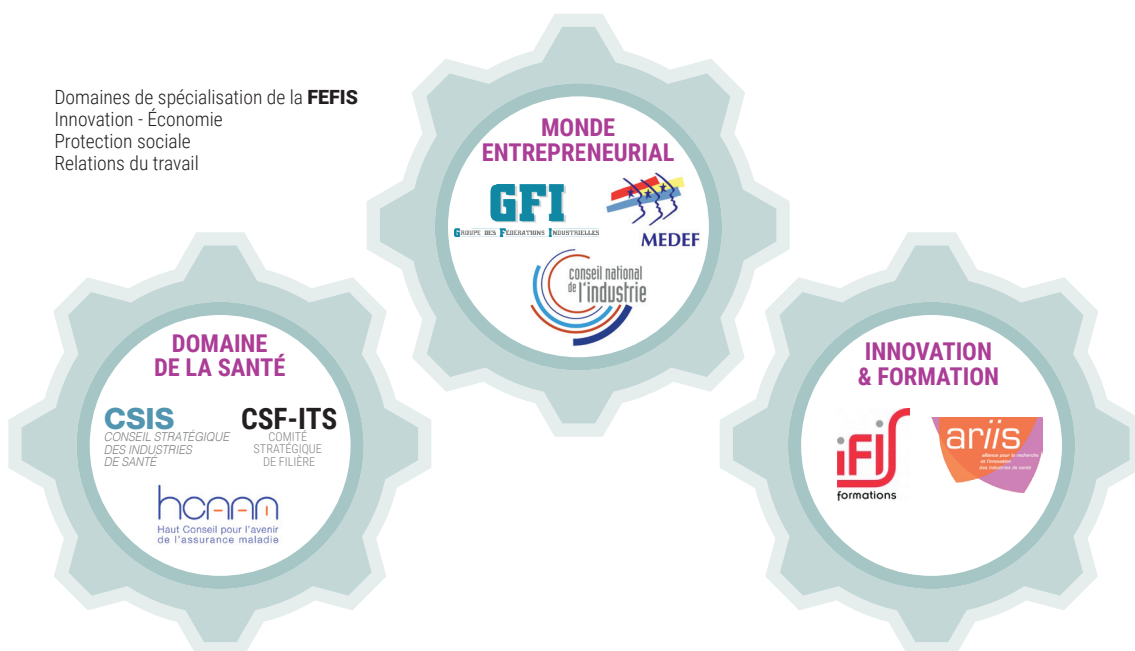 Domaines de spécialisation de la FEFIS
Innovation - Économie
Protection sociale
Relations du travail
MONDE
ENTREPRENEURIAL
GFI
GROUPE DES FÉDÉRATIONS INDUSTRIELLES
MEDEF
conseil national
de l'industrie
DOMAINE
DE LA SANTÉ
CSIS
CONSEIL STRATÉGIQUE
DES INDUSTRIES
DE SANTÉ
CSF-ITS
COMITÉ
STRATÉGIQUE
DE FILIÈRE
hcaam
Haut Conseil pour l'avenir
de l'assurance maladie
INNOVATION
& FORMATION
iFiS
formations
ariis
alliance pour la recherche
et l'innovation
des industries de santé